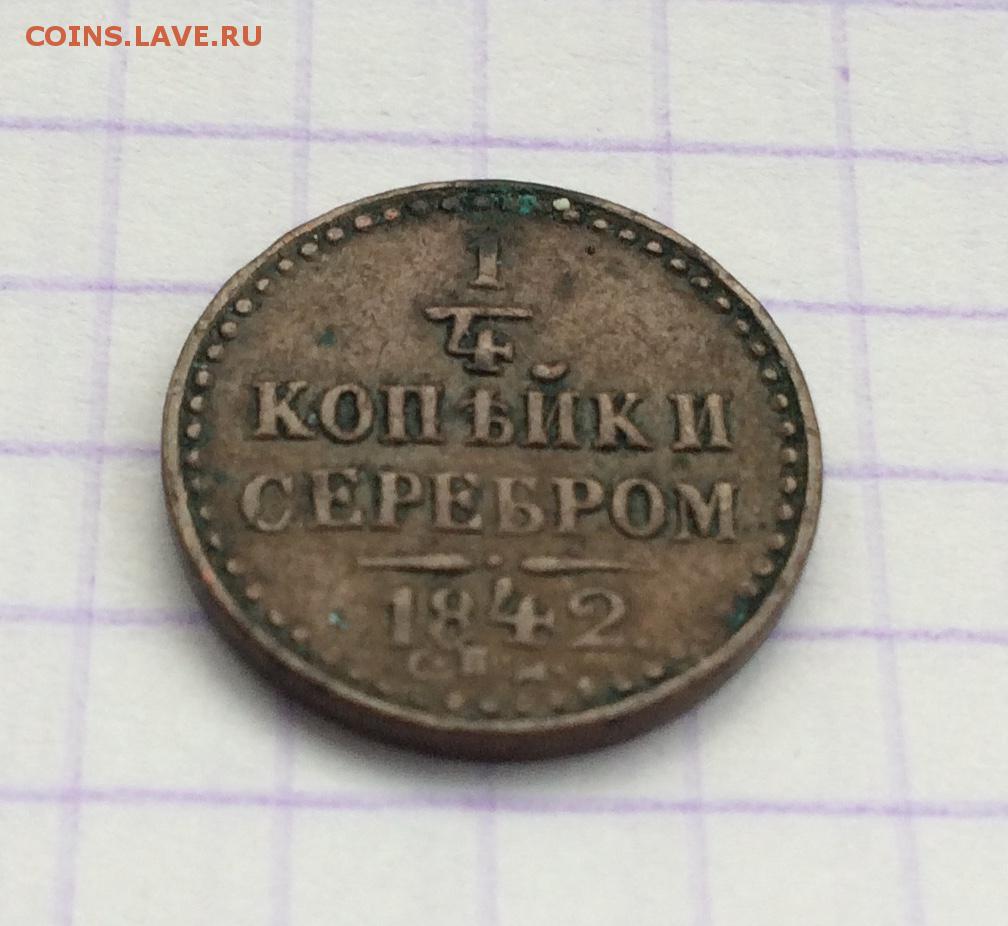 COINS.LAVE.RU
1
4
КОПѢЙКИ
СЕРЕБРОМ
1842
С П М